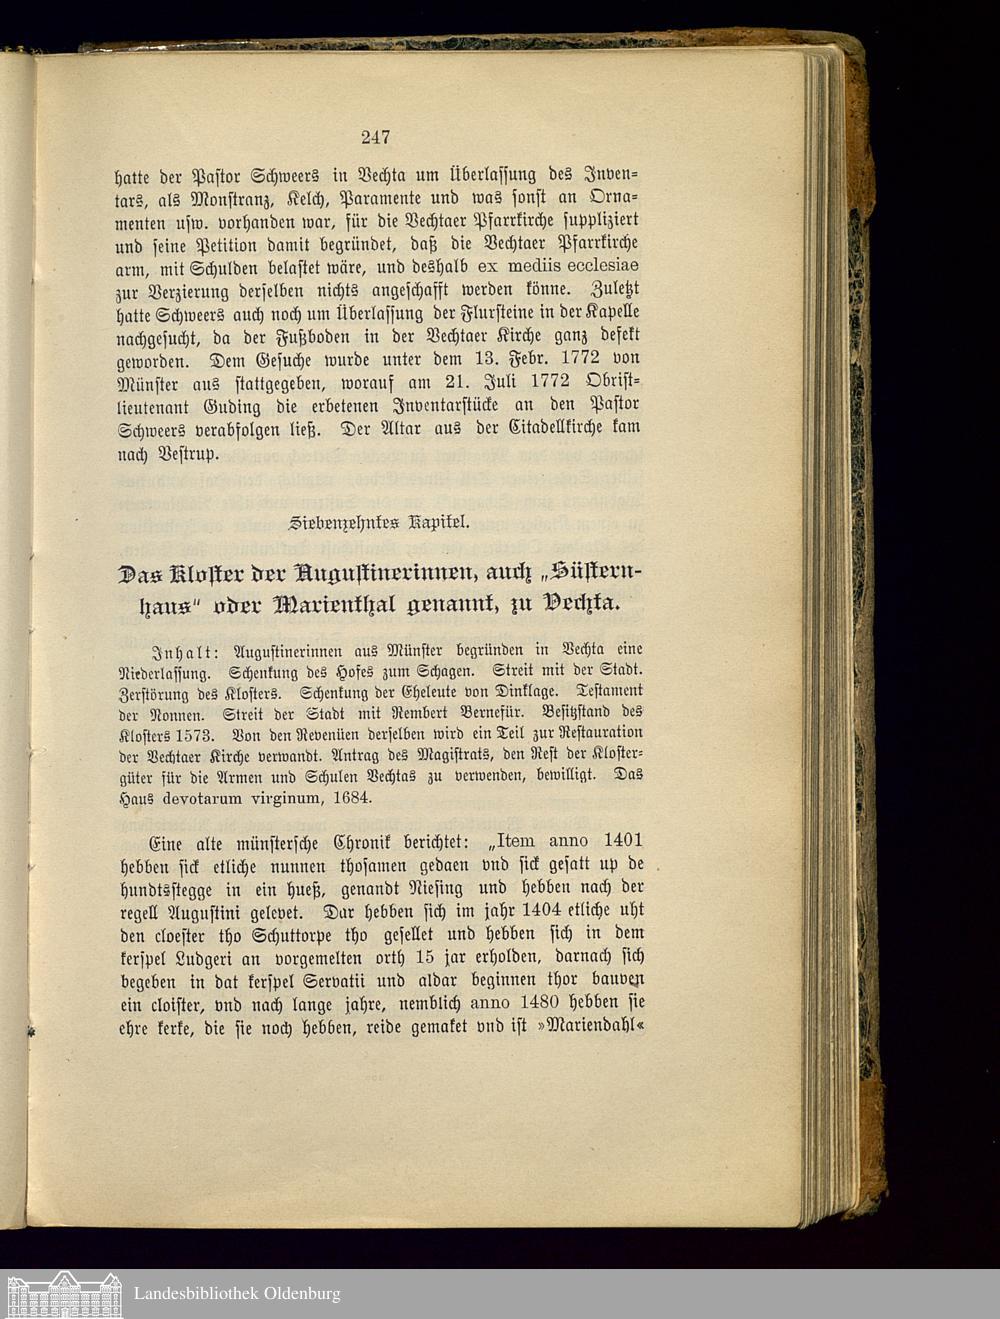 247
hatte der Pastor Schweers in Vechta um Überlassung des Inven-
tars, als Monstranz, Kelch, Paramente und was sonst an Orna-
menten usw. vorhanden war, für die Vechtaer Pfarrkirche suppliziert
und seine Petition damit begründet, daß die Vechtaer Pfarrkirche
arm, mit Schulden belastet wäre, und deshalb ex mediis ecclesiae
zur Verzierung derselben nichts angeschafft werden könne. Zuletzt
hatte Schweers auch noch um Überlassung der Flursteine in der Kapelle
nachgesucht, da der Fußboden in der Vechtaer Kirche ganz defekt
geworden. Dem Gesuche wurde unter dem 13. Febr. 1772 von
Münster aus stattgegeben, worauf am 21. Juli 1772 Obrist-
lieutenant Guding die erbetenen Inventarstücke an den Pastor
Schweers verabfolgen ließ. Der Altar aus der Citadellkirche kam
nach Vestrup.
Siebenzehntes Kapitel.
Das Kloster der Augustinerinnen, auch „Süstern-
haus“ oder Marienthal genannt, zu Vechta.
Inhalt: Augustinerinnen aus Münster begründen in Vechta eine
Niederlassung. Schenkung des Hofes zum Schagen. Streit mit der Stadt.
Zerstörung des Klosters. Schenkung der Eheleute von Dinklage. Testament
der Nonnen. Streit der Stadt mit Rembert Bernefür. Besitzstand des
Klosters 1573. Von den Revenüen derselben wird ein Teil zur Restauration
der Vechtaer Kirche verwandt. Antrag des Magistrats, den Rest der Kloster-
güter für die Armen und Schulen Vechtas zu verwenden, bewilligt. Das
Haus devotarum virginum, 1684.
Eine alte münstersche Chronik berichtet: „Item anno 1401
hebben sick etliche nunnen thosamen gedaen vnd sick gesatt up de
hundtsstegge in ein hueß, genandt Niesing und hebben nach der
regell Augustini gelevet. Dar hebben sich im jahr 1404 etliche uht
den cloester tho Schuttorpe tho gesellet und hebben sich in dem
kerspel Ludgeri an vorgemelten orth 15 jar erholden, darnach sich
begeben in dat kerspel Servatii und aldar beginnen thor bauven
ein cloister, vnd nach lange jahre, nemblich anno 1480 hebben sie
ehre kerke, die sie noch hebben, reide gemaket vnd ist »Mariendahl«
Landesbibliothek Oldenburg